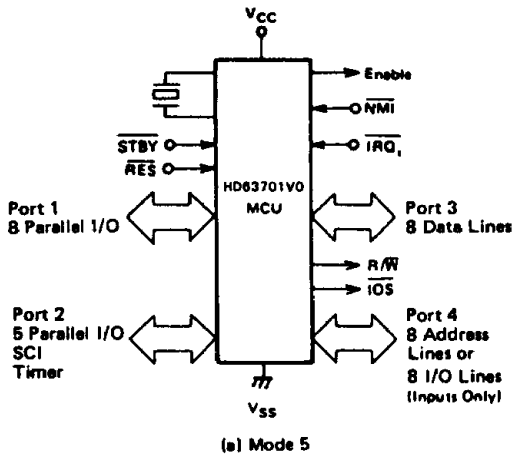 VCC
Enable
NMI
STBY
IRQ1
RES
HD63701V0
MCU
Port 1
8 Parallel I/O
Port 3
8 Data Lines
R/W
IOS
Port 2
5 Parallel I/O
SCI
Timer
Port 4
8 Address
Lines or
8 I/O Lines
(Inputs Only)
VSS
(a) Mode 5